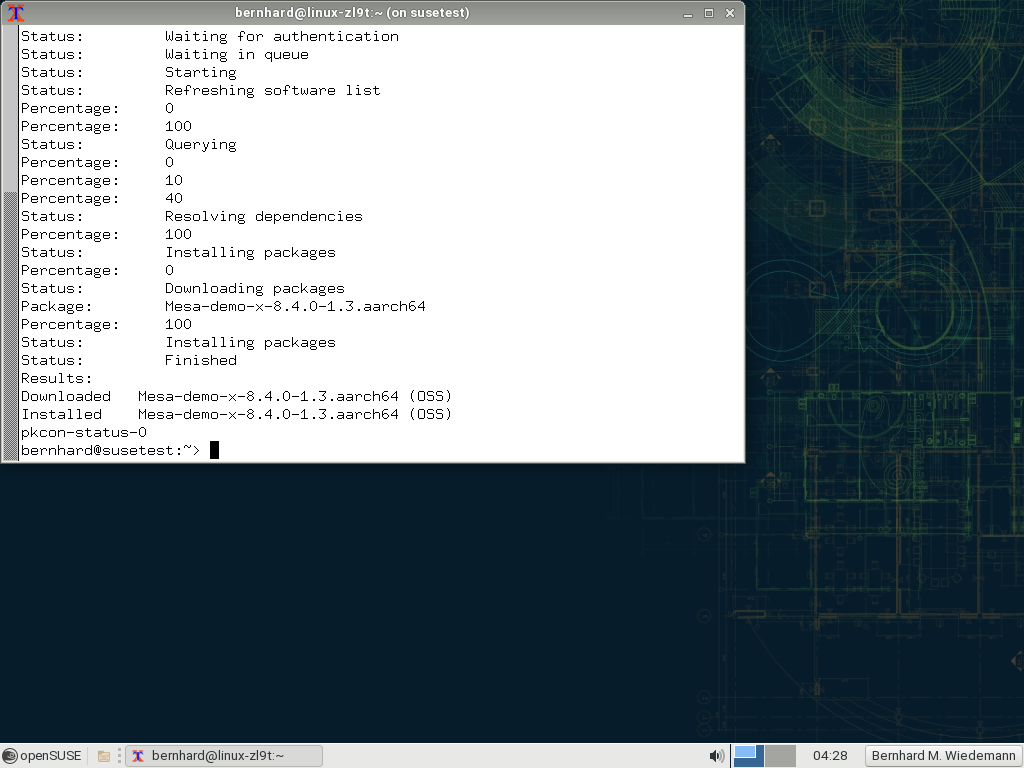 bernhard@linux-zl9t:~ (on susetest)
Status: Waiting for authentication
Status: Waiting in queue
Status: Starting
Status: Refreshing software list
Percentage: 0
Percentage: 100
Status: Querying
Percentage: 0
Percentage: 10
Percentage: 40
Status: Resolving dependencies
Percentage: 100
Status: Installing packages
Percentage: 0
Status: Downloading packages
Package: Mesa-demo-x-8.4.0-1.3.aarch64
Percentage: 100
Status: Installing packages
Status: Finished
Results:
Downloaded Mesa-demo-x-8.4.0-1.3.aarch64 (OSS)
Installed Mesa-demo-x-8.4.0-1.3.aarch64 (OSS)
pkcon-status-0
bernhard@susetest:~>
openSUSE bernhard@linux-zl9t:~ 04:28 Bernhard M. Wiedemann